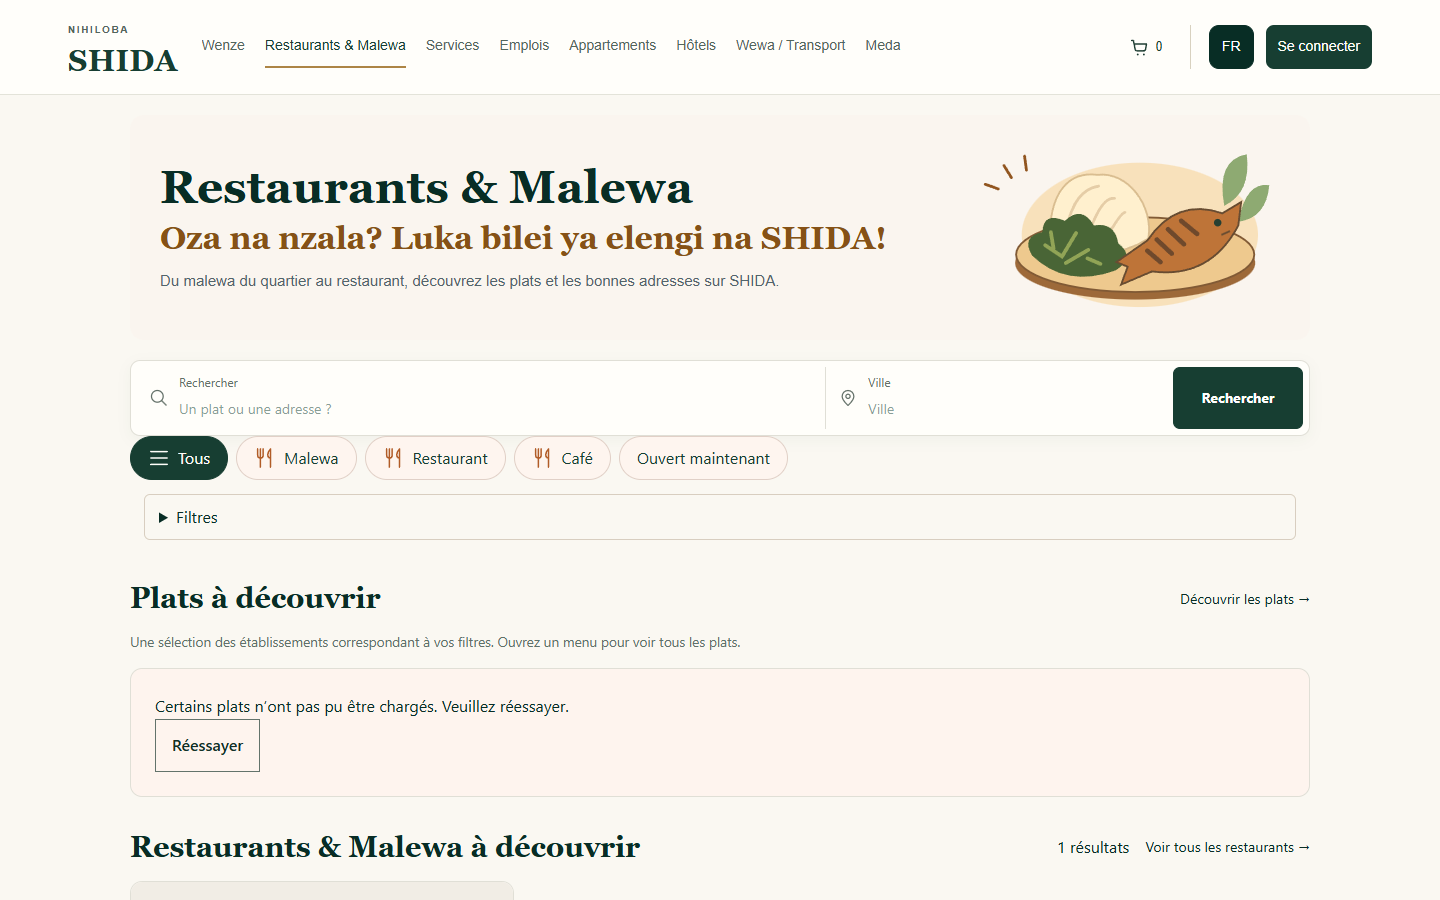 NIHILOBA
SHIDA
Wenze
Restaurants & Malewa
Services
Emplois
Appartements
Hôtels
Wewa / Transport
Meda
0
FR
Se connecter
Restaurants & Malewa
Oza na nzala? Luka bilei ya elengi na SHIDA!
Du malewa du quartier au restaurant, découvrez les plats et les bonnes adresses sur SHIDA.
Rechercher
Un plat ou une adresse ?
Ville
Ville
Rechercher
Tous
Malewa
Restaurant
Café
Ouvert maintenant
Filtres
Plats à découvrir
Découvrir les plats →
Une sélection des établissements correspondant à vos filtres. Ouvrez un menu pour voir tous les plats.
Certains plats n'ont pas pu être chargés. Veuillez réessayer.
Réessayer
Restaurants & Malewa à découvrir
1 résultats
Voir tous les restaurants →